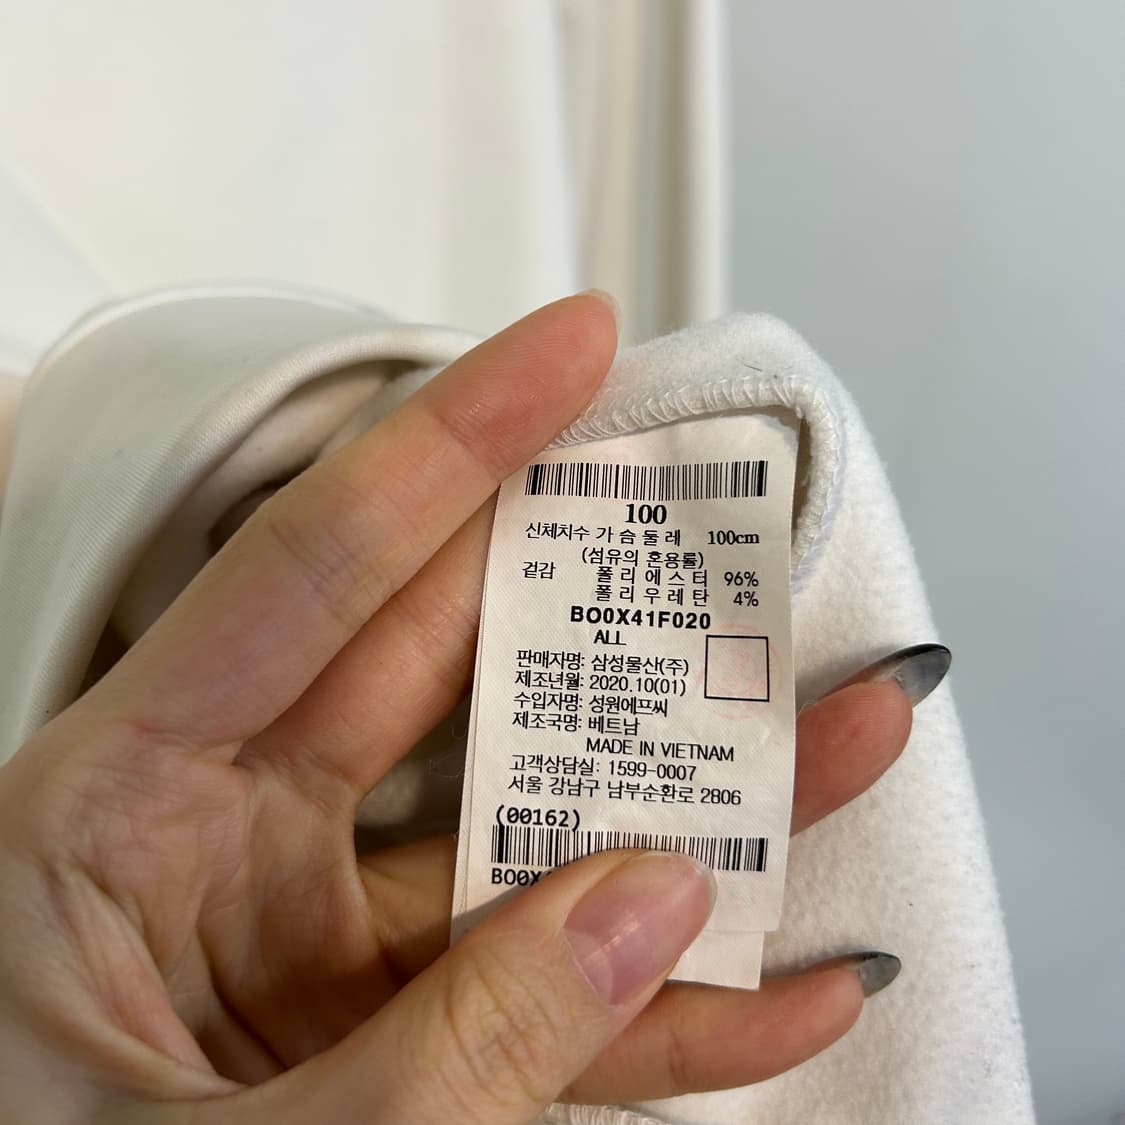 100
신체치수 가슴둘레 100cm
(섬유의 혼용률)
겉감 폴리에스터 96%
폴리우레탄 4%
BO0X41F020
ALL
판매자명: 삼성물산(주)
제조년월: 2020.10(01)
수입자명: 성원에프씨
제조국명: 베트남
MADE IN VIETNAM
고객상담실: 1599-0007
서울 강남구 남부순환로 2806
(00162)